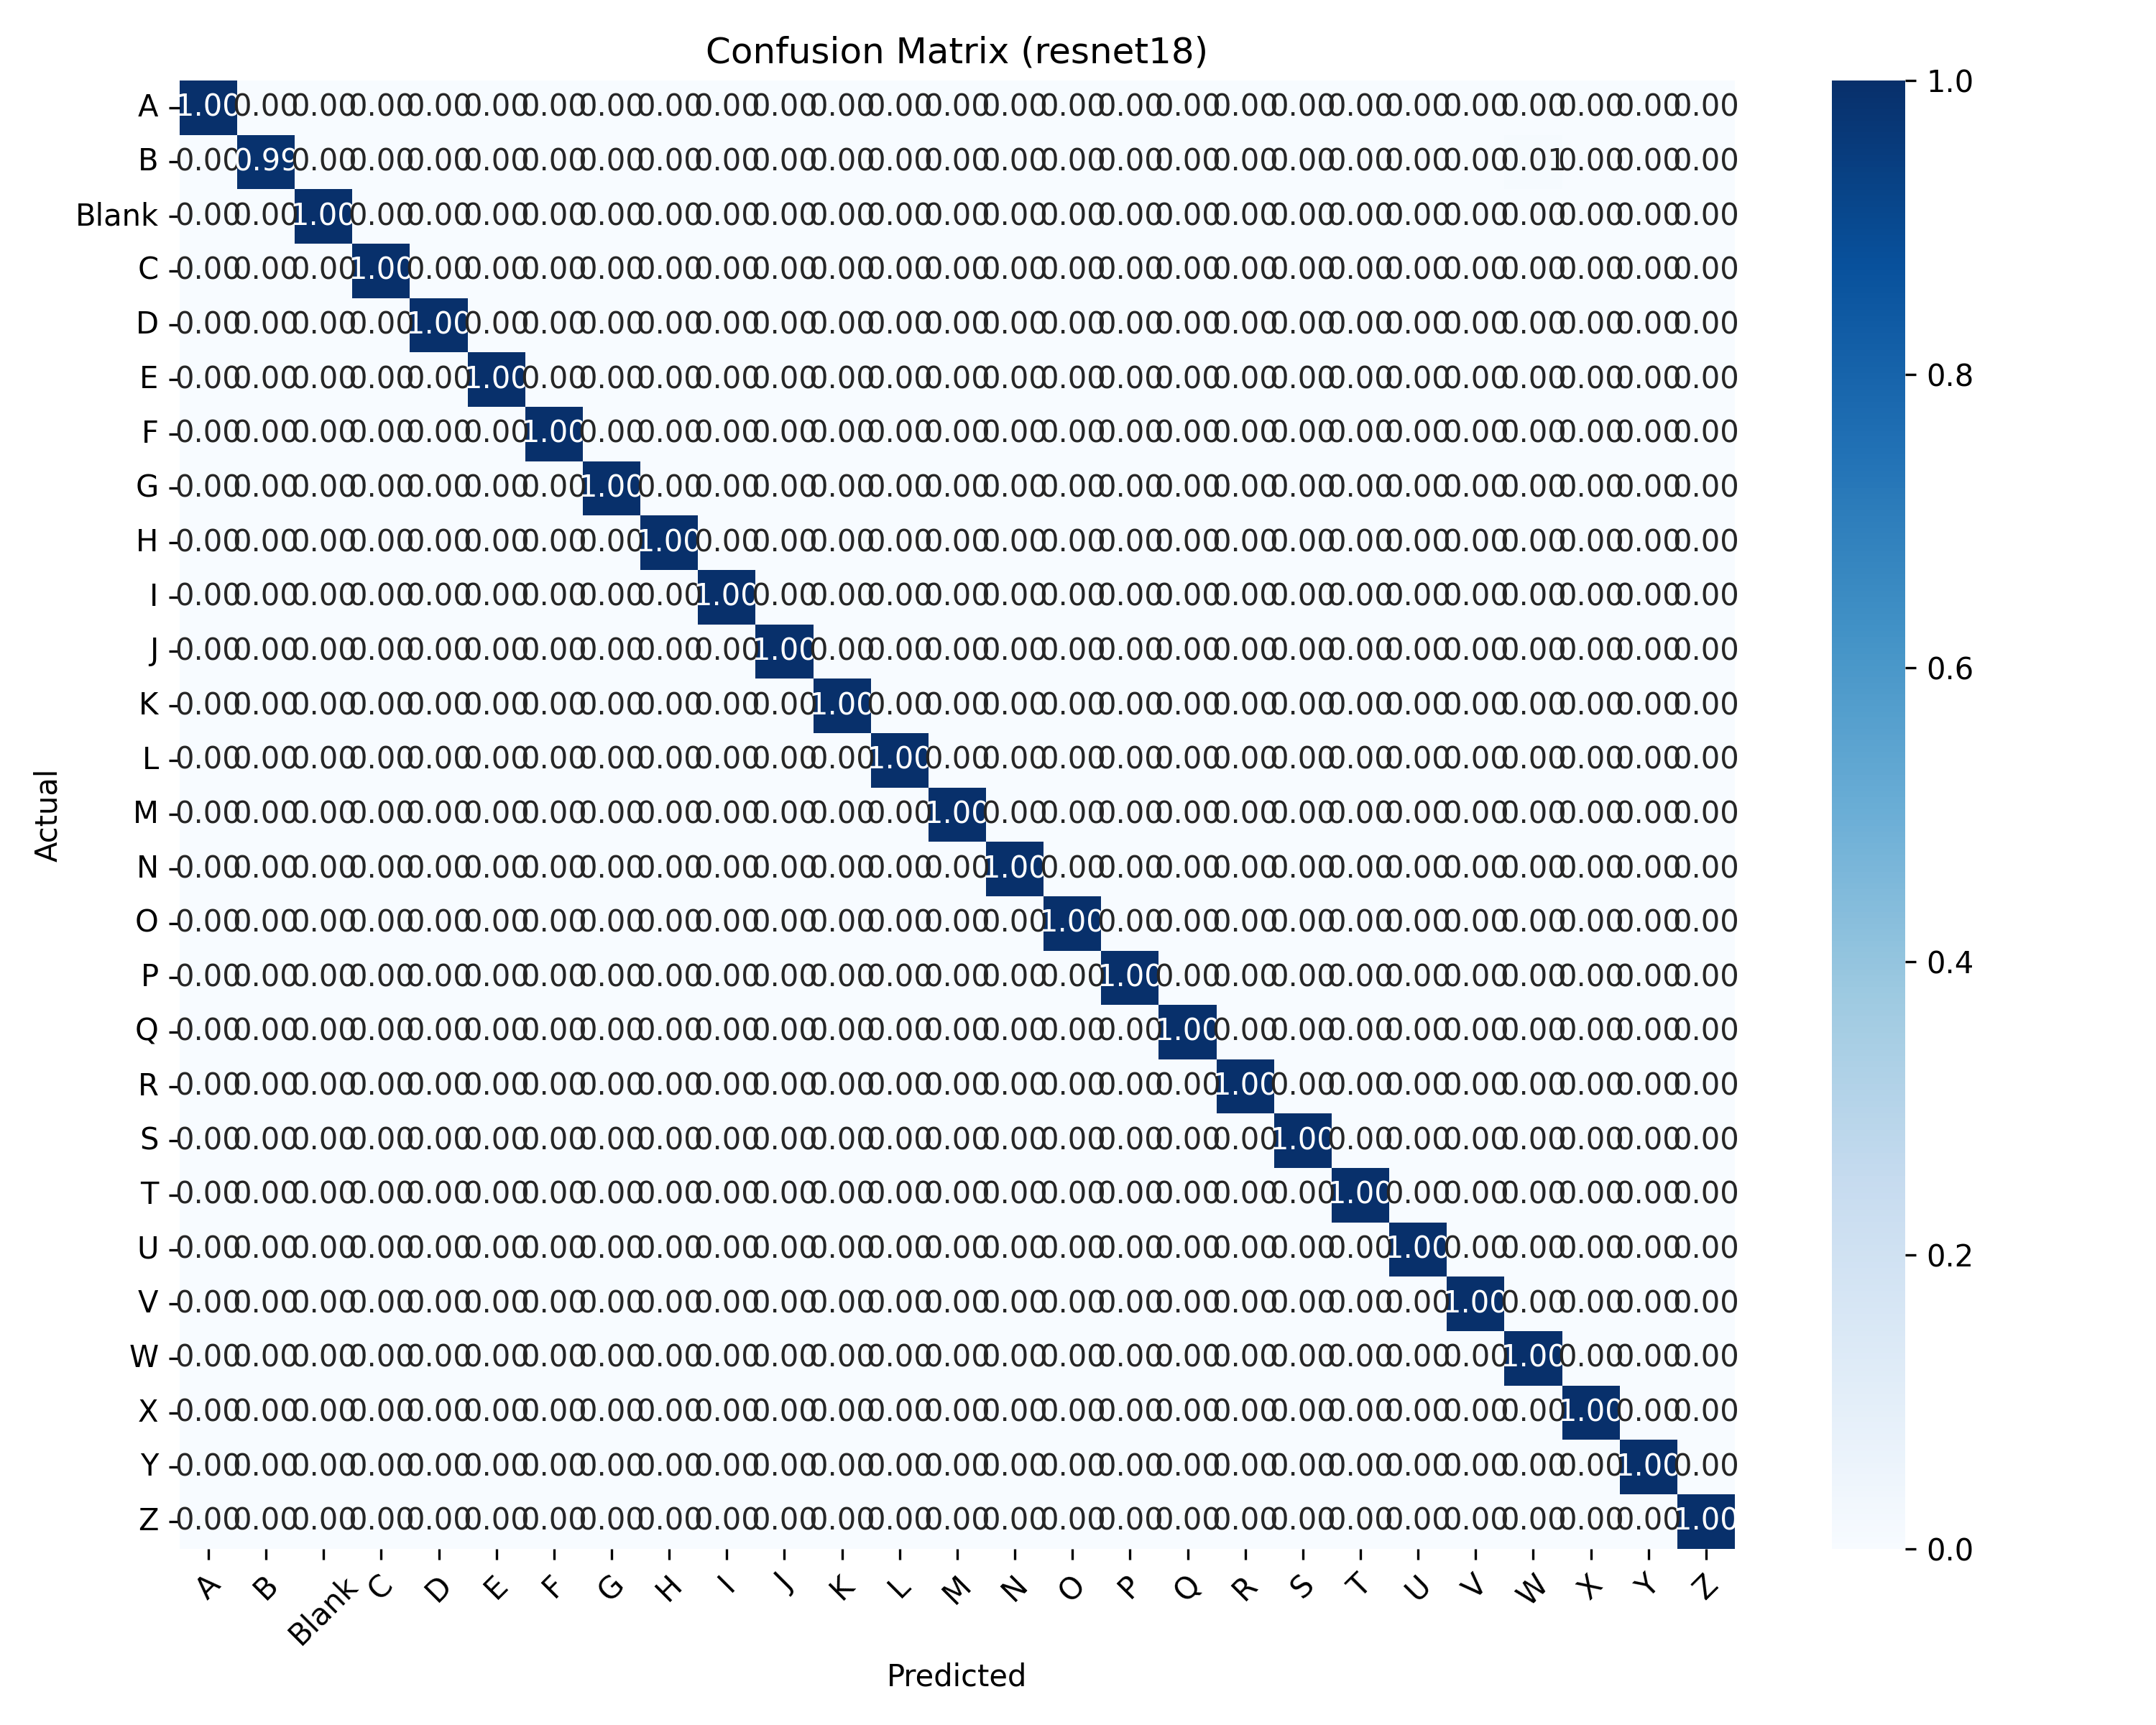 Confusion Matrix (resnet18)
A 1.00 0.00 0.00 0.00 0.00 0.00 0.00 0.00 0.00 0.00 0.00 0.00 0.00 0.00 0.00 0.00 0.00 0.00 0.00 0.00 0.00 0.00 0.00 0.00 0.00 0.00 0.00
B 0.00 0.99 0.00 0.00 0.00 0.00 0.00 0.00 0.00 0.00 0.00 0.00 0.00 0.00 0.00 0.00 0.00 0.00 0.00 0.00 0.00 0.00 0.00 0.01 0.00 0.00 0.00
Blank 0.00 0.00 1.00 0.00 0.00 0.00 0.00 0.00 0.00 0.00 0.00 0.00 0.00 0.00 0.00 0.00 0.00 0.00 0.00 0.00 0.00 0.00 0.00 0.00 0.00 0.00 0.00
C 0.00 0.00 0.00 1.00 0.00 0.00 0.00 0.00 0.00 0.00 0.00 0.00 0.00 0.00 0.00 0.00 0.00 0.00 0.00 0.00 0.00 0.00 0.00 0.00 0.00 0.00 0.00
D 0.00 0.00 0.00 0.00 1.00 0.00 0.00 0.00 0.00 0.00 0.00 0.00 0.00 0.00 0.00 0.00 0.00 0.00 0.00 0.00 0.00 0.00 0.00 0.00 0.00 0.00 0.00
E 0.00 0.00 0.00 0.00 0.00 1.00 0.00 0.00 0.00 0.00 0.00 0.00 0.00 0.00 0.00 0.00 0.00 0.00 0.00 0.00 0.00 0.00 0.00 0.00 0.00 0.00 0.00
F 0.00 0.00 0.00 0.00 0.00 0.00 1.00 0.00 0.00 0.00 0.00 0.00 0.00 0.00 0.00 0.00 0.00 0.00 0.00 0.00 0.00 0.00 0.00 0.00 0.00 0.00 0.00
G 0.00 0.00 0.00 0.00 0.00 0.00 0.00 1.00 0.00 0.00 0.00 0.00 0.00 0.00 0.00 0.00 0.00 0.00 0.00 0.00 0.00 0.00 0.00 0.00 0.00 0.00 0.00
H 0.00 0.00 0.00 0.00 0.00 0.00 0.00 0.00 1.00 0.00 0.00 0.00 0.00 0.00 0.00 0.00 0.00 0.00 0.00 0.00 0.00 0.00 0.00 0.00 0.00 0.00 0.00
I 0.00 0.00 0.00 0.00 0.00 0.00 0.00 0.00 0.00 1.00 0.00 0.00 0.00 0.00 0.00 0.00 0.00 0.00 0.00 0.00 0.00 0.00 0.00 0.00 0.00 0.00 0.00
J 0.00 0.00 0.00 0.00 0.00 0.00 0.00 0.00 0.00 0.00 1.00 0.00 0.00 0.00 0.00 0.00 0.00 0.00 0.00 0.00 0.00 0.00 0.00 0.00 0.00 0.00 0.00
K 0.00 0.00 0.00 0.00 0.00 0.00 0.00 0.00 0.00 0.00 0.00 1.00 0.00 0.00 0.00 0.00 0.00 0.00 0.00 0.00 0.00 0.00 0.00 0.00 0.00 0.00 0.00
L 0.00 0.00 0.00 0.00 0.00 0.00 0.00 0.00 0.00 0.00 0.00 0.00 1.00 0.00 0.00 0.00 0.00 0.00 0.00 0.00 0.00 0.00 0.00 0.00 0.00 0.00 0.00
M 0.00 0.00 0.00 0.00 0.00 0.00 0.00 0.00 0.00 0.00 0.00 0.00 0.00 1.00 0.00 0.00 0.00 0.00 0.00 0.00 0.00 0.00 0.00 0.00 0.00 0.00 0.00
N 0.00 0.00 0.00 0.00 0.00 0.00 0.00 0.00 0.00 0.00 0.00 0.00 0.00 0.00 1.00 0.00 0.00 0.00 0.00 0.00 0.00 0.00 0.00 0.00 0.00 0.00 0.00
O 0.00 0.00 0.00 0.00 0.00 0.00 0.00 0.00 0.00 0.00 0.00 0.00 0.00 0.00 0.00 1.00 0.00 0.00 0.00 0.00 0.00 0.00 0.00 0.00 0.00 0.00 0.00
P 0.00 0.00 0.00 0.00 0.00 0.00 0.00 0.00 0.00 0.00 0.00 0.00 0.00 0.00 0.00 0.00 1.00 0.00 0.00 0.00 0.00 0.00 0.00 0.00 0.00 0.00 0.00
Q 0.00 0.00 0.00 0.00 0.00 0.00 0.00 0.00 0.00 0.00 0.00 0.00 0.00 0.00 0.00 0.00 0.00 1.00 0.00 0.00 0.00 0.00 0.00 0.00 0.00 0.00 0.00
R 0.00 0.00 0.00 0.00 0.00 0.00 0.00 0.00 0.00 0.00 0.00 0.00 0.00 0.00 0.00 0.00 0.00 0.00 1.00 0.00 0.00 0.00 0.00 0.00 0.00 0.00 0.00
S 0.00 0.00 0.00 0.00 0.00 0.00 0.00 0.00 0.00 0.00 0.00 0.00 0.00 0.00 0.00 0.00 0.00 0.00 0.00 1.00 0.00 0.00 0.00 0.00 0.00 0.00 0.00
T 0.00 0.00 0.00 0.00 0.00 0.00 0.00 0.00 0.00 0.00 0.00 0.00 0.00 0.00 0.00 0.00 0.00 0.00 0.00 0.00 1.00 0.00 0.00 0.00 0.00 0.00 0.00
U 0.00 0.00 0.00 0.00 0.00 0.00 0.00 0.00 0.00 0.00 0.00 0.00 0.00 0.00 0.00 0.00 0.00 0.00 0.00 0.00 0.00 1.00 0.00 0.00 0.00 0.00 0.00
V 0.00 0.00 0.00 0.00 0.00 0.00 0.00 0.00 0.00 0.00 0.00 0.00 0.00 0.00 0.00 0.00 0.00 0.00 0.00 0.00 0.00 0.00 1.00 0.00 0.00 0.00 0.00
W 0.00 0.00 0.00 0.00 0.00 0.00 0.00 0.00 0.00 0.00 0.00 0.00 0.00 0.00 0.00 0.00 0.00 0.00 0.00 0.00 0.00 0.00 0.00 1.00 0.00 0.00 0.00
X 0.00 0.00 0.00 0.00 0.00 0.00 0.00 0.00 0.00 0.00 0.00 0.00 0.00 0.00 0.00 0.00 0.00 0.00 0.00 0.00 0.00 0.00 0.00 0.00 1.00 0.00 0.00
Y 0.00 0.00 0.00 0.00 0.00 0.00 0.00 0.00 0.00 0.00 0.00 0.00 0.00 0.00 0.00 0.00 0.00 0.00 0.00 0.00 0.00 0.00 0.00 0.00 0.00 1.00 0.00
Z 0.00 0.00 0.00 0.00 0.00 0.00 0.00 0.00 0.00 0.00 0.00 0.00 0.00 0.00 0.00 0.00 0.00 0.00 0.00 0.00 0.00 0.00 0.00 0.00 0.00 0.00 1.00
A B Blank C D E F G H I J K L M N O P Q R S T U V W X Y Z
Predicted
Actual
1.0
0.8
0.6
0.4
0.2
0.0